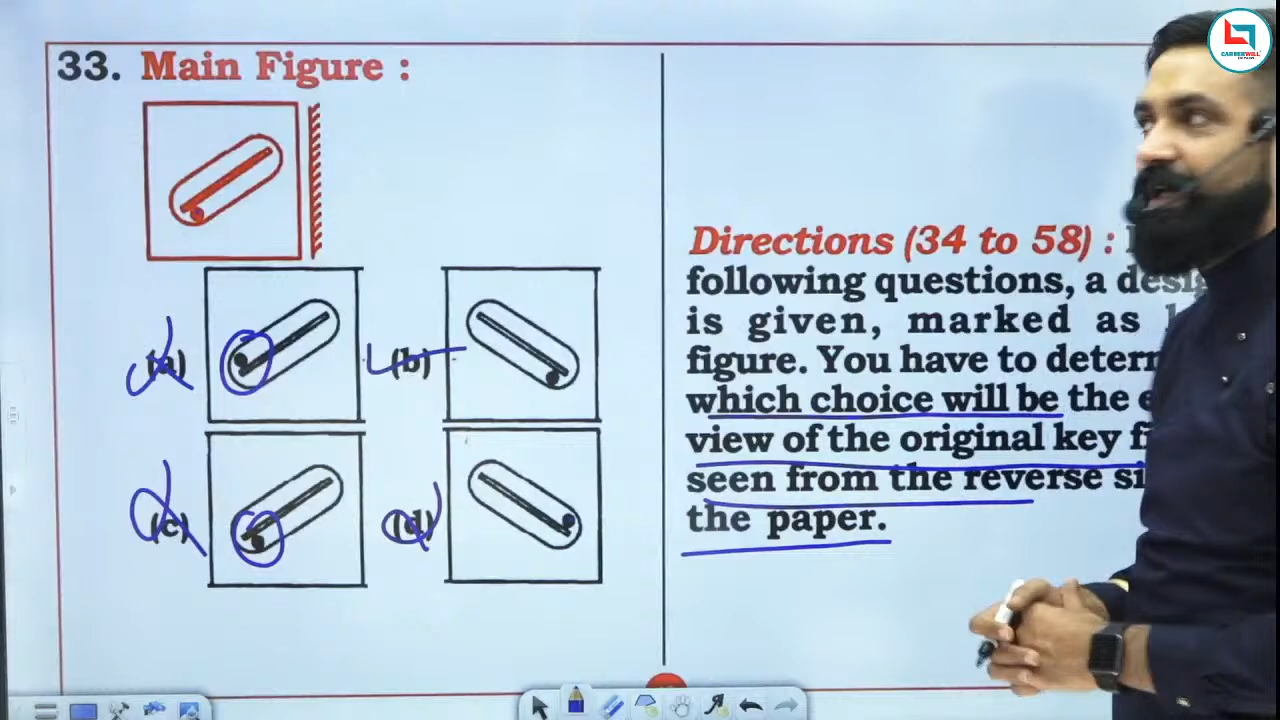 33. Main Figure :
(a)
(b)
(c)
(d)
Directions (34 to 58) :
following questions, a
is given, marked as
figure. You have to
which choice will be the
view of the original key
seen from the reverse
the paper.
CAREERWILL